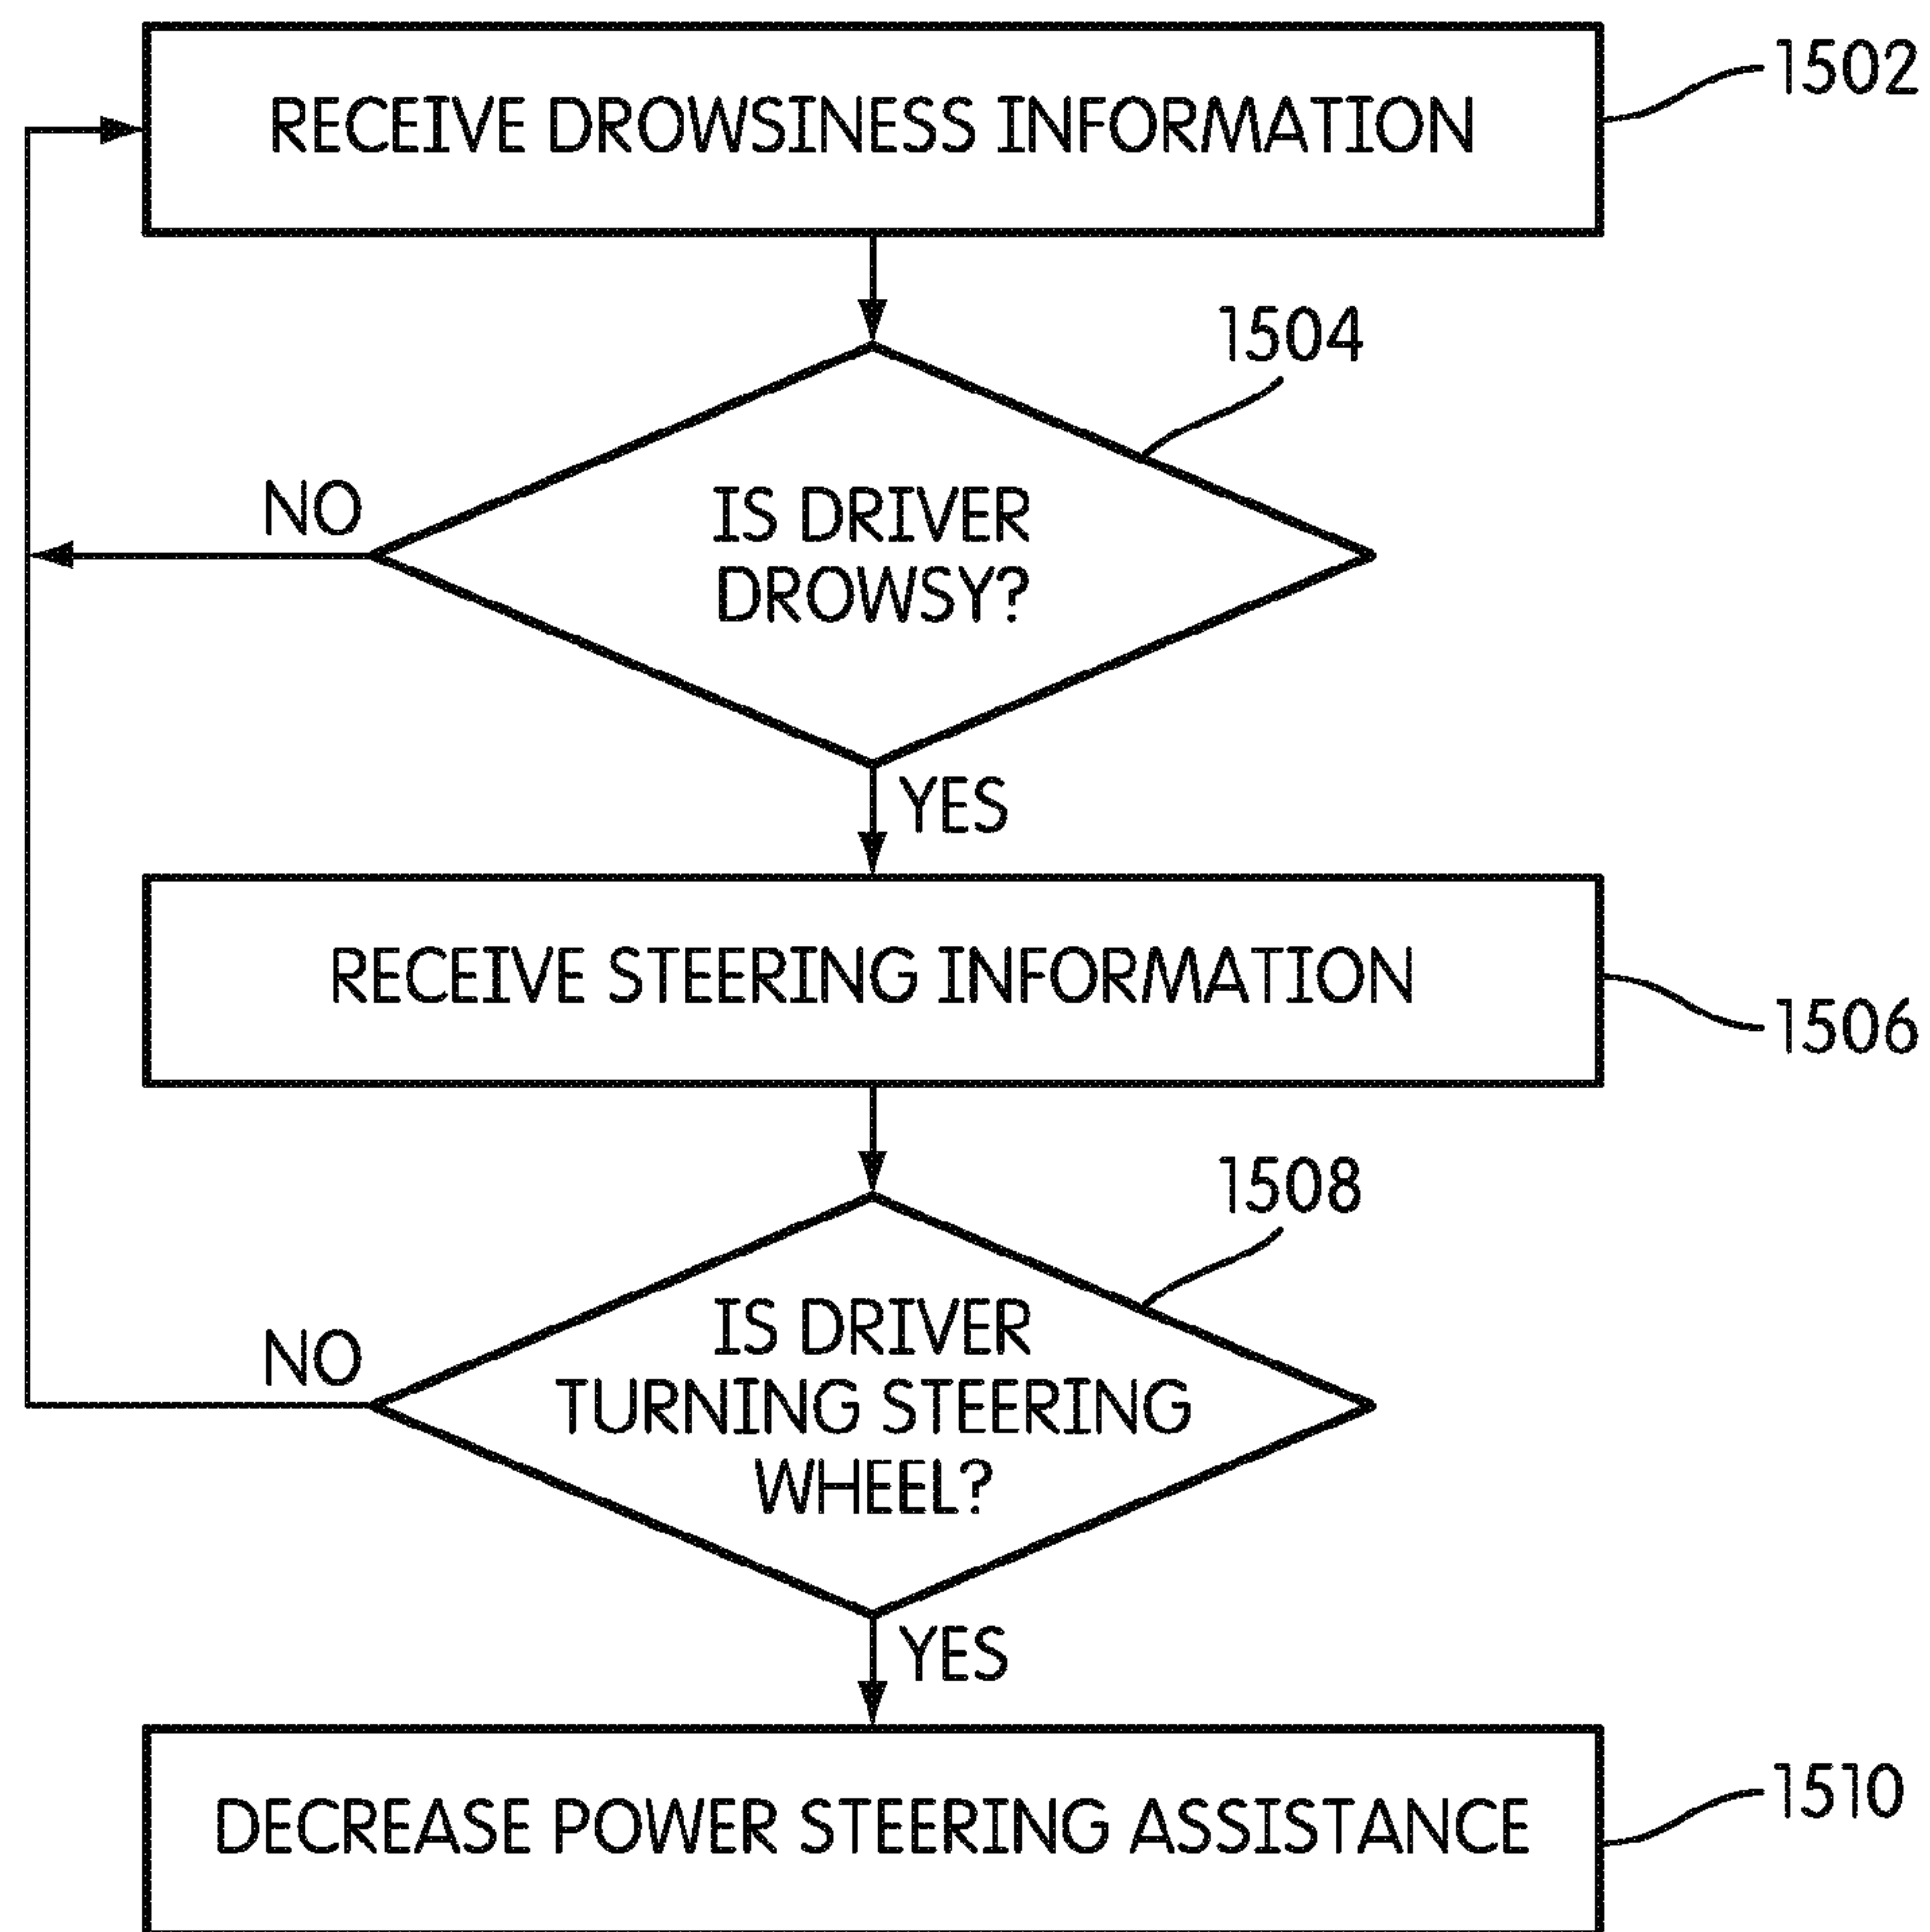 RECEIVE DROWSINESS INFORMATION
1502
1504
IS DRIVER
DROWSY?
NO
YES
RECEIVE STEERING INFORMATION
1506
1508
IS DRIVER
TURNING STEERING
WHEEL?
NO
YES
DECREASE POWER STEERING ASSISTANCE
1510